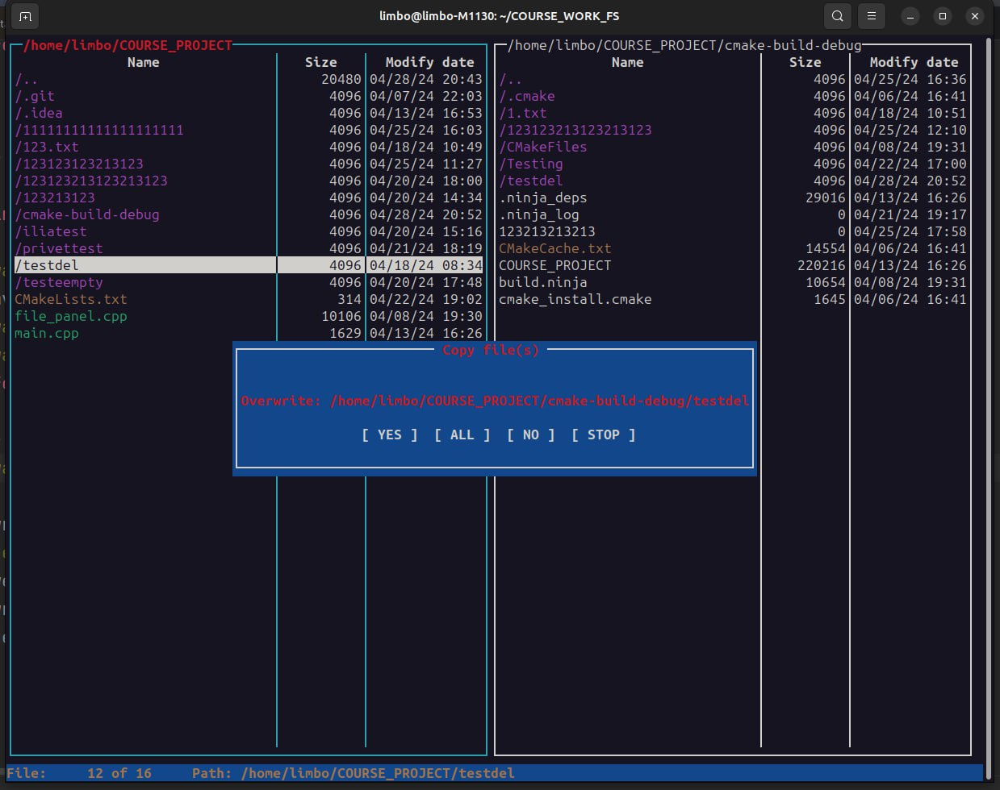 limbo@limbo-M1130: ~/COURSE_WORK_FS
/home/limbo/COURSE_PROJECT
Name Size Modify date
/.. 20480 04/28/24 20:43
/.git 4096 04/07/24 22:03
/.idea 4096 04/13/24 16:53
/111111111111111111111 4096 04/25/24 16:03
/123.txt 4096 04/18/24 10:49
/123123123213123 4096 04/25/24 11:27
/123123213123213123 4096 04/20/24 18:00
/123213123 4096 04/20/24 14:34
/cmake-build-debug 4096 04/28/24 20:52
/iliatest 4096 04/20/24 15:16
/privettest 4096 04/21/24 18:19
/testdel 4096 04/18/24 08:34
/testeempty 4096 04/20/24 17:48
CMakeLists.txt 314 04/22/24 19:02
file_panel.cpp 10106 04/08/24 19:30
main.cpp 1629 04/13/24 16:26
/home/limbo/COURSE_PROJECT/cmake-build-debug
Name Size Modify date
/.. 4096 04/25/24 16:36
/.cmake 4096 04/06/24 16:41
/1.txt 4096 04/18/24 10:51
/123123213123213123 4096 04/25/24 12:10
/CMakeFiles 4096 04/08/24 19:31
/Testing 4096 04/22/24 17:00
/testdel 4096 04/28/24 20:52
.ninja_deps 29016 04/13/24 16:26
.ninja_log 0 04/21/24 19:17
123213213213 0 04/25/24 17:58
CMakeCache.txt 14554 04/06/24 16:41
COURSE_PROJECT 220216 04/13/24 16:26
build.ninja 10654 04/08/24 19:31
cmake_install.cmake 1645 04/06/24 16:41
Copy file(s)
Overwrite: /home/limbo/COURSE_PROJECT/cmake-build-debug/testdel
[ YES ] [ ALL ] [ NO ] [ STOP ]
File: 12 of 16 Path: /home/limbo/COURSE_PROJECT/testdel